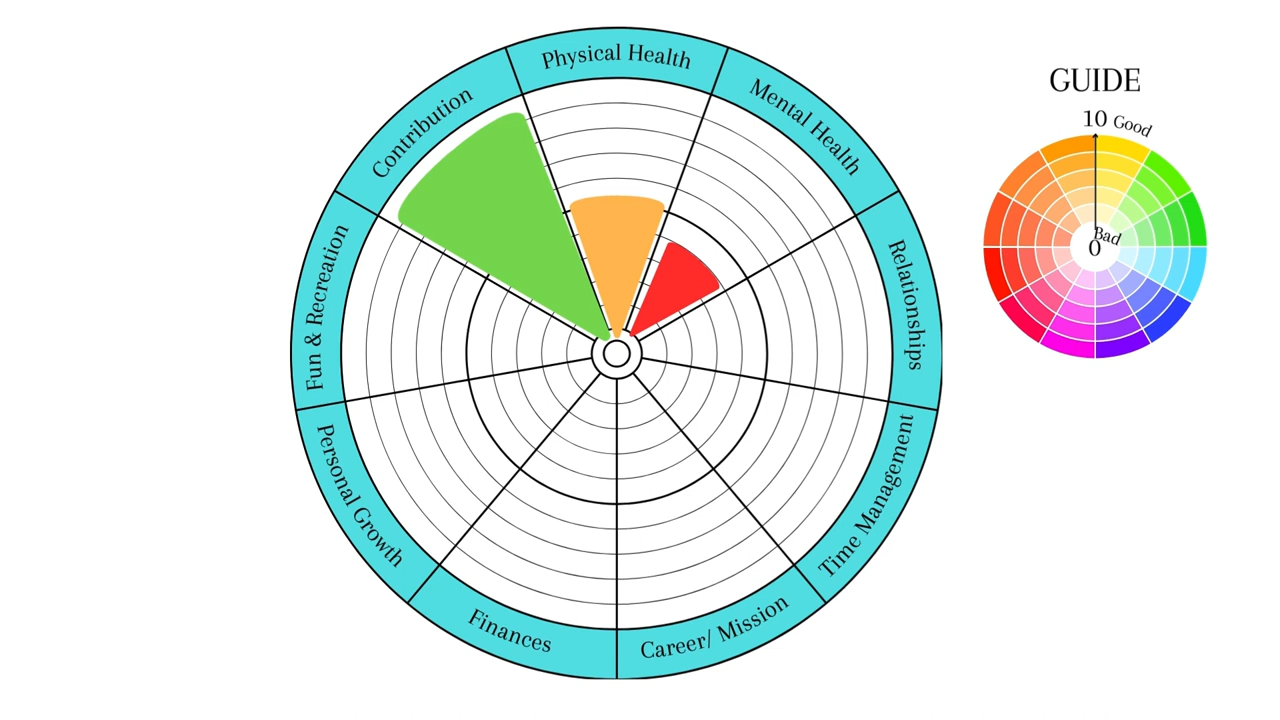 Physical Health
Mental Health
Relationships
Time Management
Career/ Mission
Finances
Personal Growth
Fun & Recreation
Contribution
GUIDE
10 Good
Bad
0